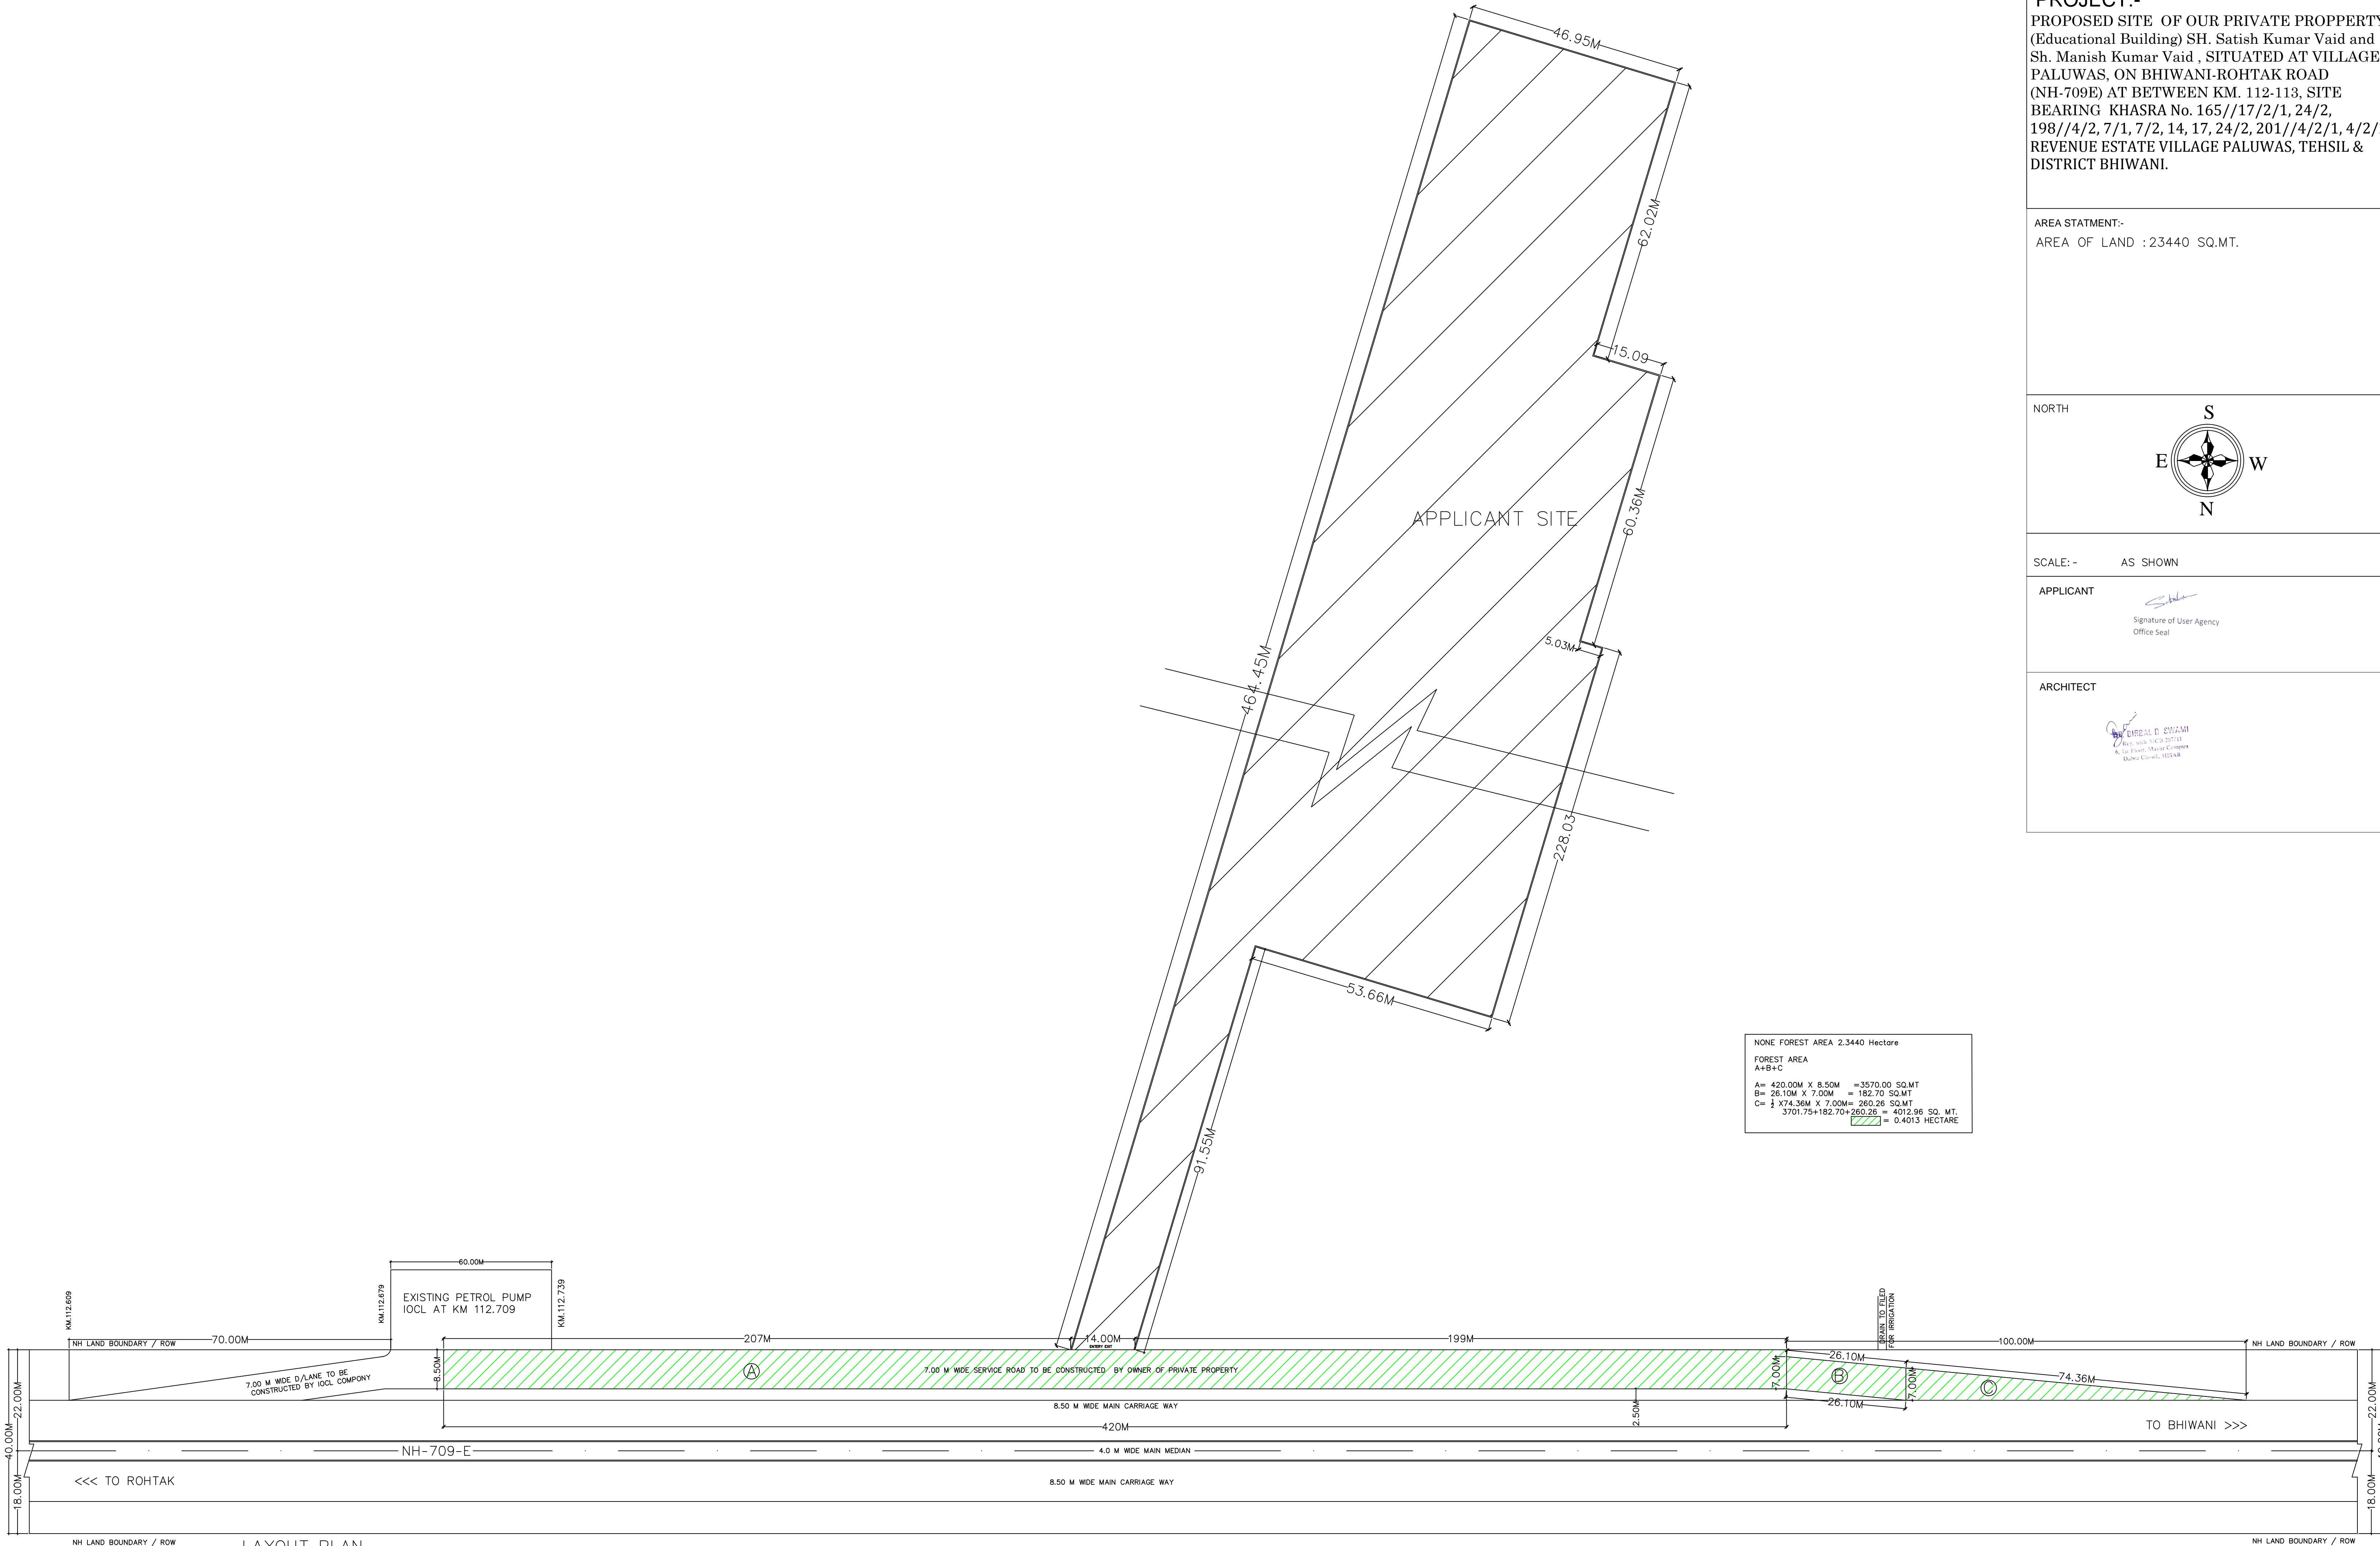 PROJECT:-
PROPOSED SITE OF OUR PRIVATE PROPPERTY
(Educational Building) SH. Satish Kumar Vaid and
Sh. Manish Kumar Vaid , SITUATED AT VILLAGE
PALUWAS, ON BHIWANI-ROHTAK ROAD
(NH-709E) AT BETWEEN KM. 112-113, SITE
BEARING KHASRA No. 165//17/2/1, 24/2,
198//4/2, 7/1, 7/2, 14, 17, 24/2, 201//4/2/1, 4/2/
REVENUE ESTATE VILLAGE PALUWAS, TEHSIL &
DISTRICT BHIWANI.
AREA STATMENT:-
AREA OF LAND : 23440 SQ.MT.
NORTH
S
E
W
N
SCALE: - AS SHOWN
APPLICANT
Signature of User Agency
Office Seal
ARCHITECT
46.95M
62.02M
15.09
60.36M
APPLICANT SITE
5.03M
464.45M
228.03
53.66M
91.55M
NONE FOREST AREA 2.3440 Hectare
FOREST AREA
A+B+C
A= 420.00M X 8.50M =3570.00 SQ.MT
B= 26.10M X 7.00M = 182.70 SQ.MT
C= ½ X74.36M X 7.00M= 260.26 SQ.MT
3701.75+182.70+260.26 = 4012.96 SQ. MT.
= 0.4013 HECTARE
60.00M
KM.112.609
KM.112.679
EXISTING PETROL PUMP
IOCL AT KM 112.709
KM.112.739
DRAIN TO FILED
FOR IRRIGATION
NH LAND BOUNDARY / ROW
70.00M
207M
14.00M
ENTERY EXIT
199M
100.00M
NH LAND BOUNDARY / ROW
7.00 M WIDE D/LANE TO BE
CONSTRUCTED BY IOCL COMPONY
8.50M
A
7.00 M WIDE SERVICE ROAD TO BE CONSTRUCTED BY OWNER OF PRIVATE PROPERTY
7.00M
26.10M
B
7.00M
C
74.36M
26.10M
22.00M
40.00M
18.00M
8.50 M WIDE MAIN CARRIAGE WAY
2.50M
420M
TO BHIWANI >>>
22.00M
NH-709-E
4.0 M WIDE MAIN MEDIAN
<<< TO ROHTAK
8.50 M WIDE MAIN CARRIAGE WAY
18.00M
NH LAND BOUNDARY / ROW
LAYOUT PLAN
NH LAND BOUNDARY / ROW